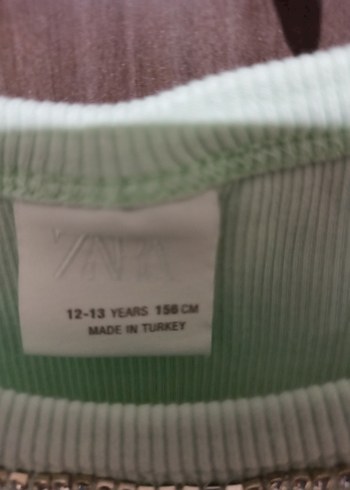 ZARA
12-13 YEARS 158 CM
MADE IN TURKEY